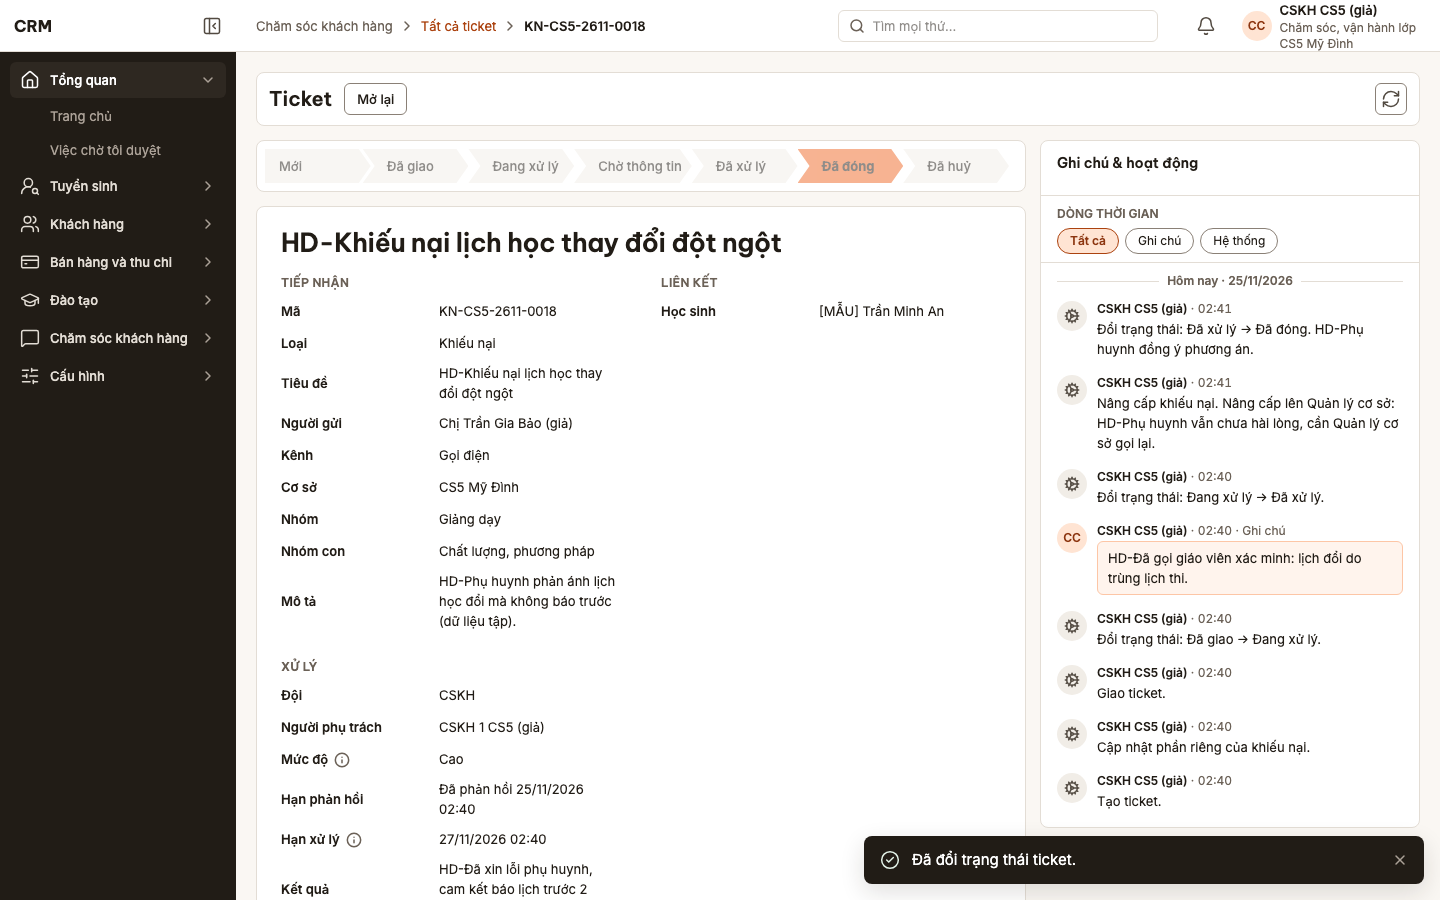 CRM
Chăm sóc khách hàng > Tất cả ticket > KN-CS5-2611-0018
Tìm mọi thứ...
CC
CSKH CS5 (giả)
Chăm sóc, vận hành lớp
CS5 Mỹ Đình
Tổng quan
Trang chủ
Việc chờ tôi duyệt
Tuyển sinh
Khách hàng
Bán hàng và thu chi
Đào tạo
Chăm sóc khách hàng
Cấu hình
Ticket
Mở lại
Mới
Đã giao
Đang xử lý
Chờ thông tin
Đã xử lý
Đã đóng
Đã huỷ
HD-Khiếu nại lịch học thay đổi đột ngột
TIẾP NHẬN
Mã
KN-CS5-2611-0018
Loại
Khiếu nại
Tiêu đề
HD-Khiếu nại lịch học thay
đổi đột ngột
Người gửi
Chị Trần Gia Bảo (giả)
Kênh
Gọi điện
Cơ sở
CS5 Mỹ Đình
Nhóm
Giảng dạy
Nhóm con
Chất lượng, phương pháp
Mô tả
HD-Phụ huynh phản ánh lịch
học đổi mà không báo trước
(dữ liệu tập).
LIÊN KẾT
Học sinh
[MẪU] Trần Minh An
XỬ LÝ
Đội
CSKH
Người phụ trách
CSKH 1 CS5 (giả)
Mức độ
Cao
Hạn phản hồi
Đã phản hồi 25/11/2026
02:40
Hạn xử lý
27/11/2026 02:40
Kết quả
HD-Đã xin lỗi phụ huynh,
cam kết báo lịch trước 2
Ghi chú & hoạt động
DÒNG THỜI GIAN
Tất cả
Ghi chú
Hệ thống
Hôm nay · 25/11/2026
CSKH CS5 (giả) · 02:41
Đổi trạng thái: Đã xử lý → Đã đóng. HD-Phụ
huynh đồng ý phương án.
CSKH CS5 (giả) · 02:41
Nâng cấp khiếu nại. Nâng cấp lên Quản lý cơ sở:
HD-Phụ huynh vẫn chưa hài lòng, cần Quản lý cơ
sở gọi lại.
CSKH CS5 (giả) · 02:40
Đổi trạng thái: Đang xử lý → Đã xử lý.
CC
CSKH CS5 (giả) · 02:40 · Ghi chú
HD-Đã gọi giáo viên xác minh: lịch đổi do
trùng lịch thi.
CSKH CS5 (giả) · 02:40
Đổi trạng thái: Đã giao → Đang xử lý.
CSKH CS5 (giả) · 02:40
Giao ticket.
CSKH CS5 (giả) · 02:40
Cập nhật phần riêng của khiếu nại.
CSKH CS5 (giả) · 02:40
Tạo ticket.
Đã đổi trạng thái ticket.